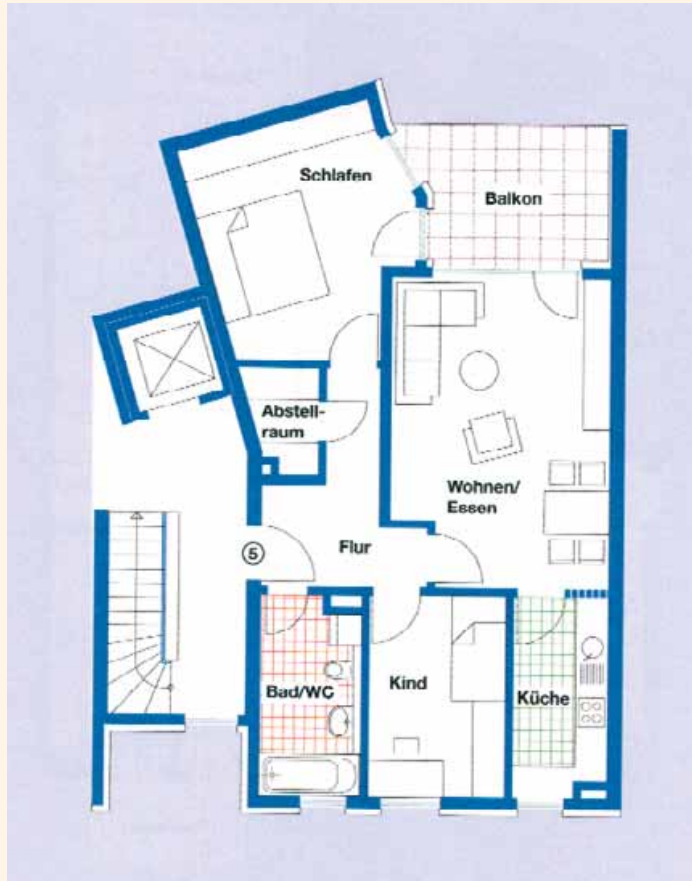 Schlafen
Balkon
Abstell-
raum
Wohnen/
Essen
5
Flur
Bad/WC
Kind
Küche